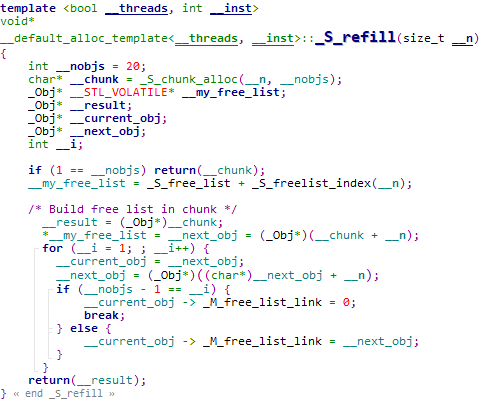 template <bool __threads, int __inst>
void*
__default_alloc_template<__threads, __inst>::_S_refill(size_t __n)
{
    int __nobjs = 20;
    char* __chunk = _S_chunk_alloc(__n, __nobjs);
    _Obj* __STL_VOLATILE* __my_free_list;
    _Obj* __result;
    _Obj* __current_obj;
    _Obj* __next_obj;
    int __i;

    if (1 == __nobjs) return(__chunk);
    __my_free_list = _S_free_list + _S_freelist_index(__n);

    /* Build free list in chunk */
      __result = (_Obj*)__chunk;
      *__my_free_list = __next_obj = (_Obj*)(__chunk + __n);
      for (__i = 1; ; __i++) {
        __current_obj = __next_obj;
        __next_obj = (_Obj*)((char*)__next_obj + __n);
        if (__nobjs - 1 == __i) {
            __current_obj -> _M_free_list_link = 0;
            break;
        } else {
            __current_obj -> _M_free_list_link = __next_obj;
        }
      }
    return(__result);
} « end _S_refill »